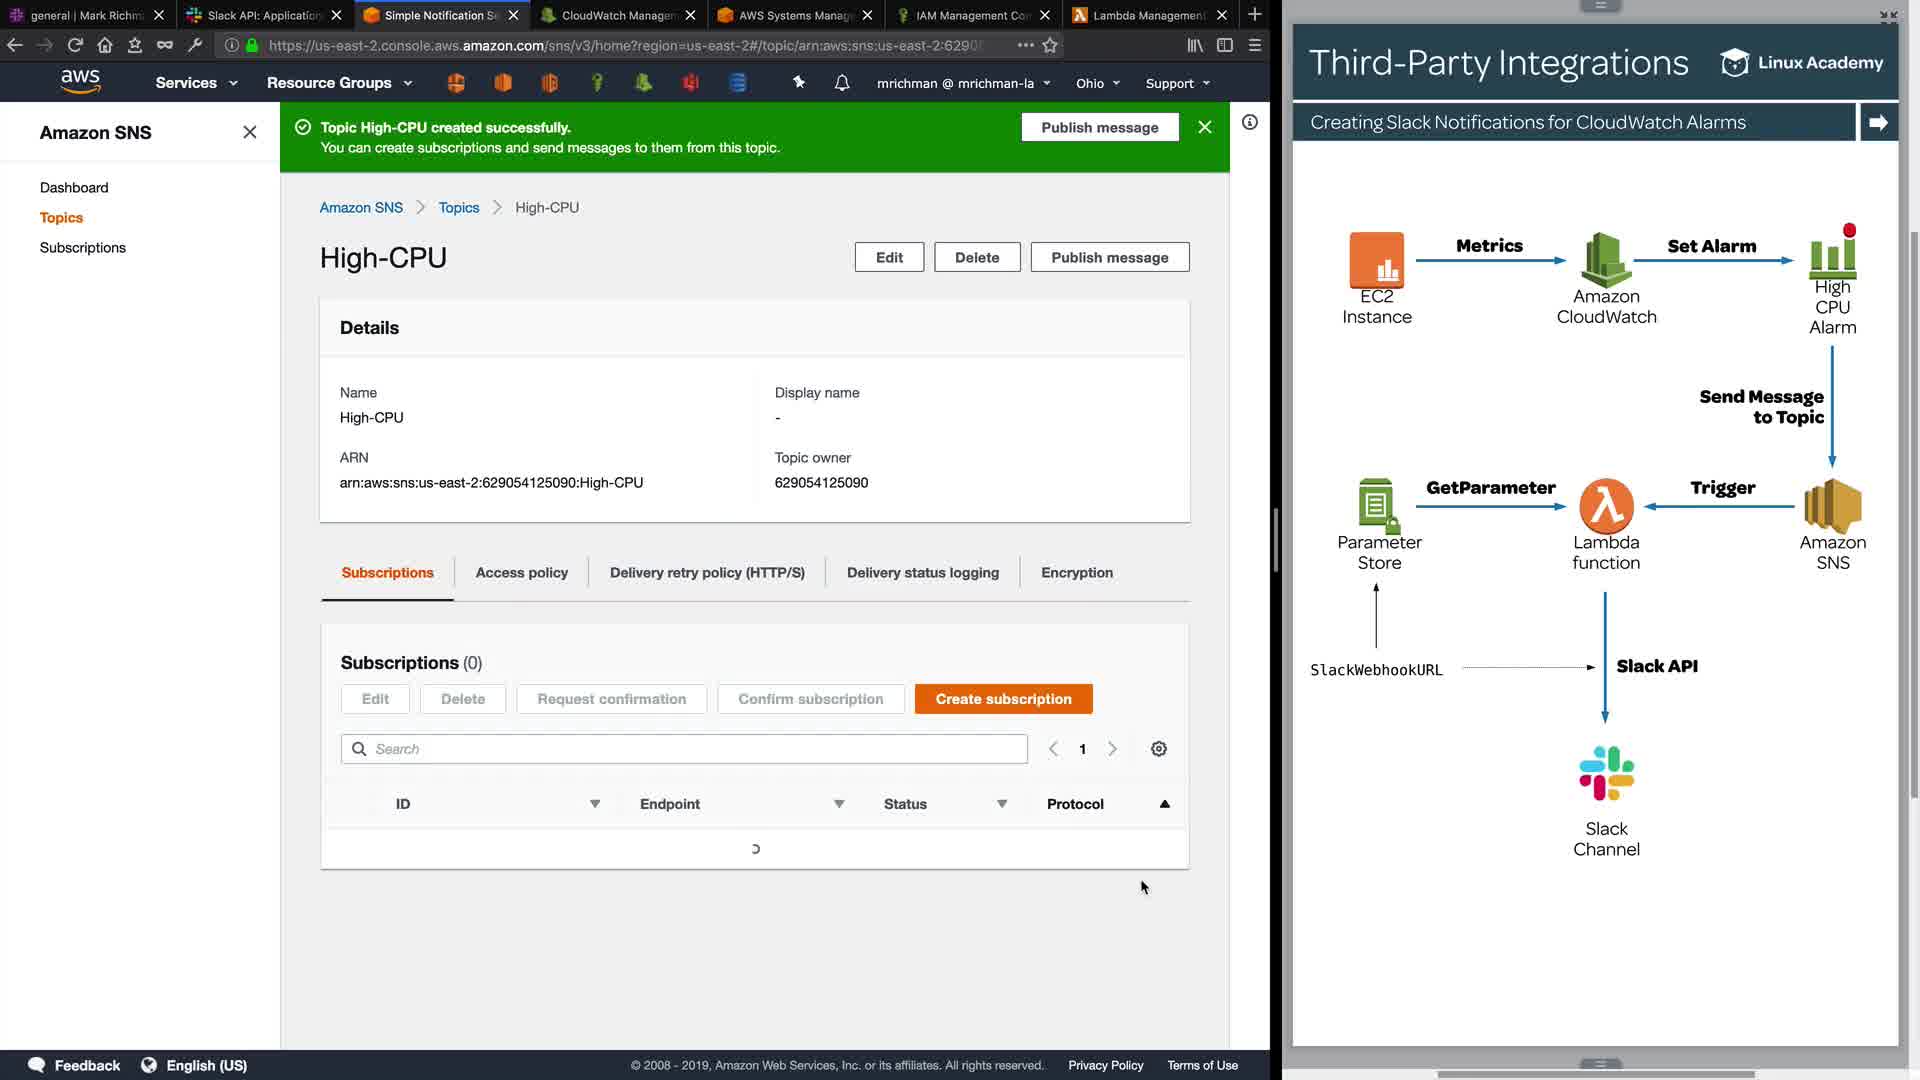 general | Mark Richm
Slack API: Application
Simple Notification Se
CloudWatch Managem
AWS Systems Manag
IAM Management Con
Lambda Management
https://us-east-2.console.aws.amazon.com/sns/v3/home?region=us-east-2#/topic/arn:aws:sns:us-east-2:62905
aws
Services
Resource Groups
mrichman @ mrichman-la
Ohio
Support
Amazon SNS
Dashboard
Topics
Subscriptions
Topic High-CPU created successfully.
You can create subscriptions and send messages to them from this topic.
Publish message
Amazon SNS
Topics
High-CPU
High-CPU
Edit
Delete
Publish message
Details
Name
High-CPU
Display name
-
ARN
arn:aws:sns:us-east-2:629054125090:High-CPU
Topic owner
629054125090
Subscriptions
Access policy
Delivery retry policy (HTTP/S)
Delivery status logging
Encryption
Subscriptions (0)
Edit
Delete
Request confirmation
Confirm subscription
Create subscription
Search
1
ID
Endpoint
Status
Protocol
Feedback
English (US)
© 2008 - 2019, Amazon Web Services, Inc. or its affiliates. All rights reserved.
Privacy Policy
Terms of Use
Third-Party Integrations
Linux Academy
Creating Slack Notifications for CloudWatch Alarms
EC2
Instance
Metrics
Amazon
CloudWatch
Set Alarm
High
CPU
Alarm
Send Message
to Topic
Parameter
Store
GetParameter
Lambda
function
Trigger
Amazon
SNS
SlackWebhookURL
Slack API
Slack
Channel